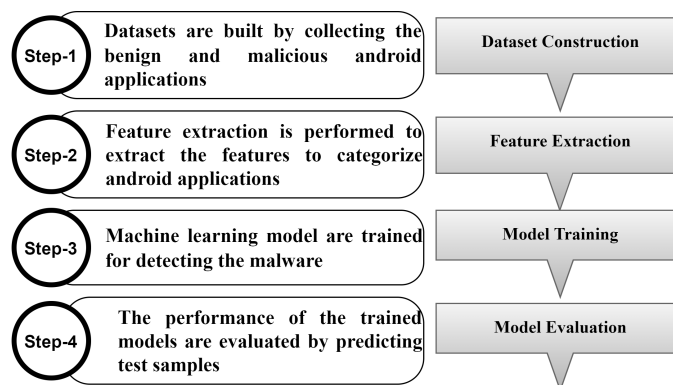 Step-1
Datasets are built by collecting the
benign and malicious android
applications
Dataset Construction
Step-2
Feature extraction is performed to
extract the features to categorize
android applications
Feature Extraction
Step-3
Machine learning model are trained
for detecting the malware
Model Training
Step-4
The performance of the trained
models are evaluated by predicting
test samples
Model Evaluation